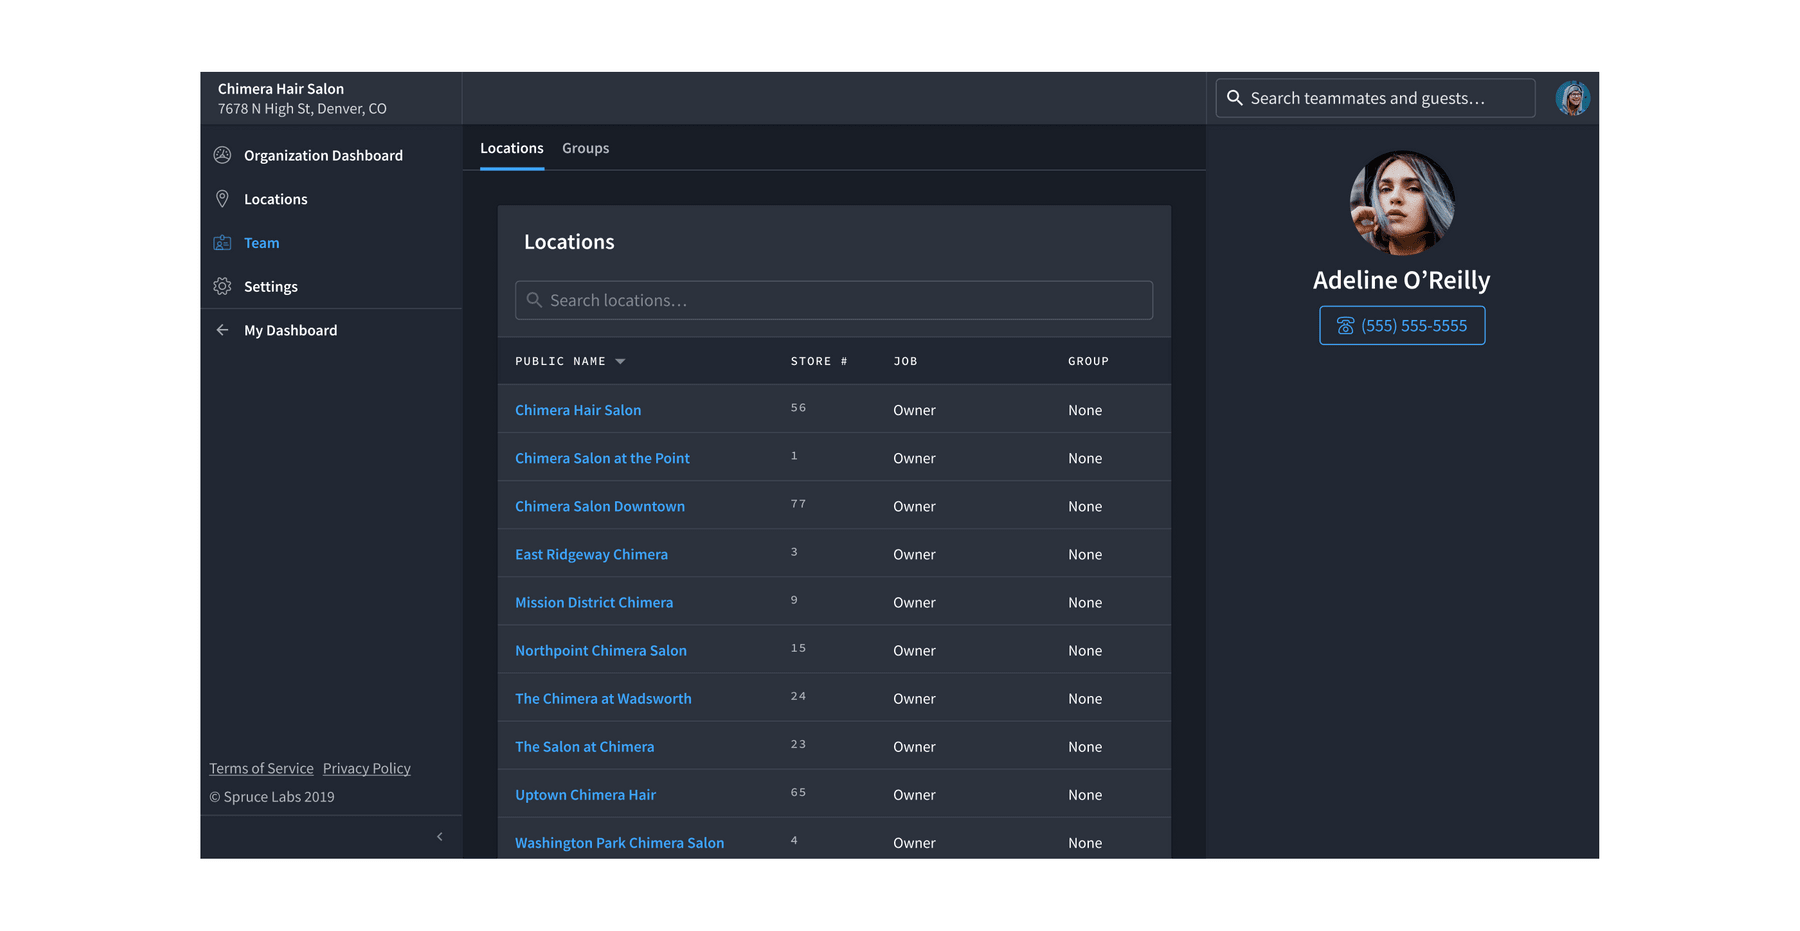 Chimera Hair Salon
7678 N High St, Denver, CO
Search teammates and guests…
Organization Dashboard
Locations
Team
Settings
My Dashboard
Terms of Service Privacy Policy
© Spruce Labs 2019
Locations Groups
Locations
Search locations…
PUBLIC NAME STORE # JOB GROUP
Chimera Hair Salon 56 Owner None
Chimera Salon at the Point 1 Owner None
Chimera Salon Downtown 77 Owner None
East Ridgeway Chimera 3 Owner None
Mission District Chimera 9 Owner None
Northpoint Chimera Salon 15 Owner None
The Chimera at Wadsworth 24 Owner None
The Salon at Chimera 23 Owner None
Uptown Chimera Hair 65 Owner None
Washington Park Chimera Salon 4 Owner None
Adeline O’Reilly
(555) 555-5555